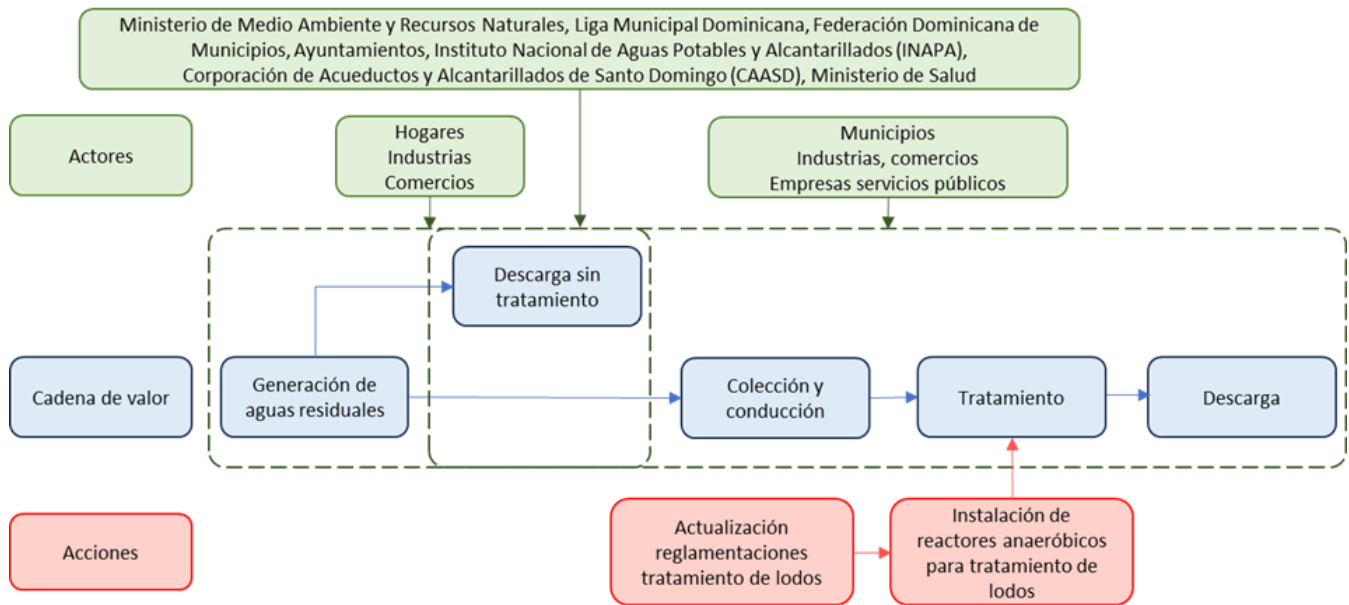 Ministerio de Medio Ambiente y Recursos Naturales, Liga Municipal Dominicana, Federación Dominicana de
Municipios, Ayuntamientos, Instituto Nacional de Aguas Potables y Alcantarillados (INAPA),
Corporación de Acueductos y Alcantarillados de Santo Domingo (CAASD), Ministerio de Salud
Actores
Hogares
Industrias
Comercios
Municipios
Industrias, comercios
Empresas servicios públicos
Descarga sin
tratamiento
Cadena de valor
Generación de
aguas residuales
Colección y
conducción
Tratamiento
Descarga
Acciones
Actualización
reglamentaciones
tratamiento de lodos
Instalación de
reactores anaeróbicos
para tratamiento de
lodos